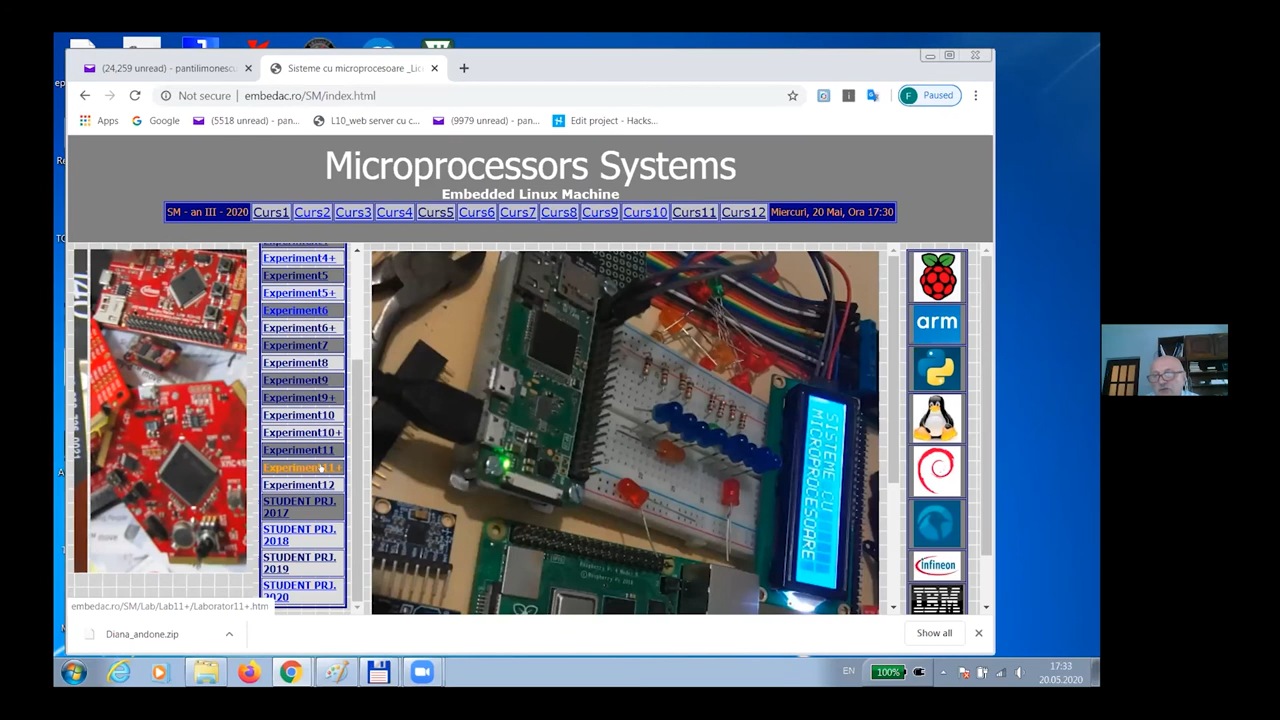 (24,259 unread) - pantilimonescu
Sisteme cu microprocesoare _Lice
Not secure | embedac.ro/SM/index.html
Paused
Apps
Google
(5518 unread) - pan...
L10_web server cu c...
(9979 unread) - pan...
Edit project - Hacks...
Microprocessors Systems
Embedded Linux Machine
SM - an III - 2020 Curs1 Curs2 Curs3 Curs4 Curs5 Curs6 Curs7 Curs8 Curs9 Curs10 Curs11 Curs12 Miercuri, 20 Mai, Ora 17:30
Experiment4+
Experiment5
Experiment5+
Experiment6
Experiment6+
Experiment7
Experiment8
Experiment9
Experiment9+
Experiment10
Experiment10+
Experiment11
Experiment11+
Experiment12
STUDENT PRJ.
2017
STUDENT PRJ.
2018
STUDENT PRJ.
2019
STUDENT PRJ.
2020
SISTEME CU
MICROPROCESOARE
arm
infineon
IBM
embedac.ro/SM/Lab/Lab11+/Laborator11+.htm
Diana_andone.zip
Show all
EN
100%
17:33
20.05.2020